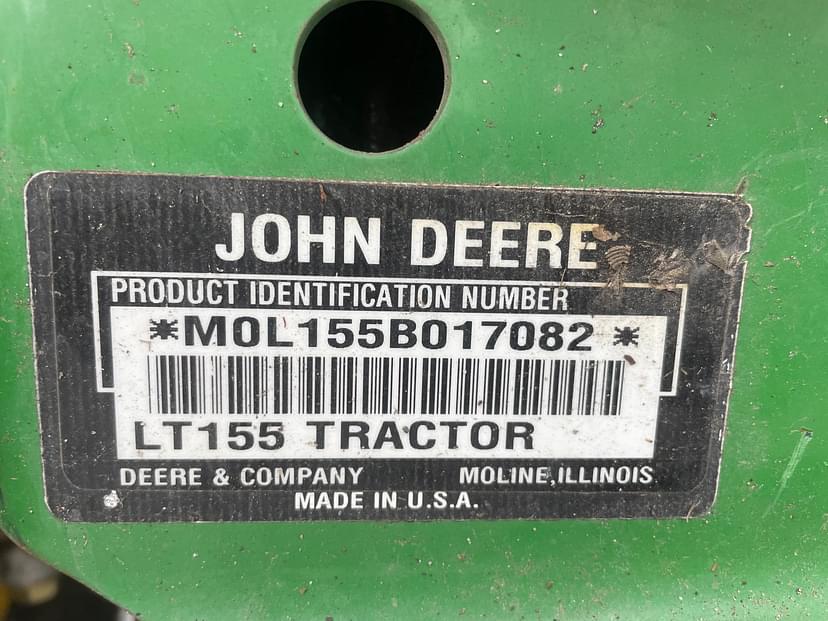 JOHN DEERE
PRODUCT IDENTIFICATION NUMBER
*M0L155B017082*
LT155 TRACTOR
DEERE & COMPANY MOLINE, ILLINOIS
MADE IN U.S.A.